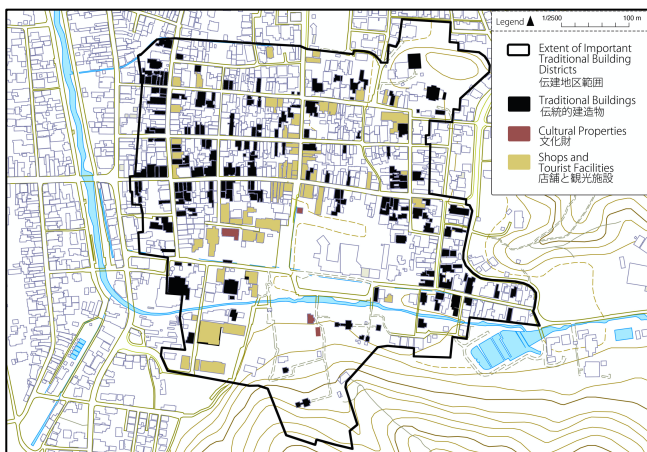 Legend 1/2500 100 m
Extent of Important
Traditional Building
Districts
伝建地区範囲
Traditional Buildings
伝統的建造物
Cultural Properties
文化財
Shops and
Tourist Facilities
店舗と観光施設